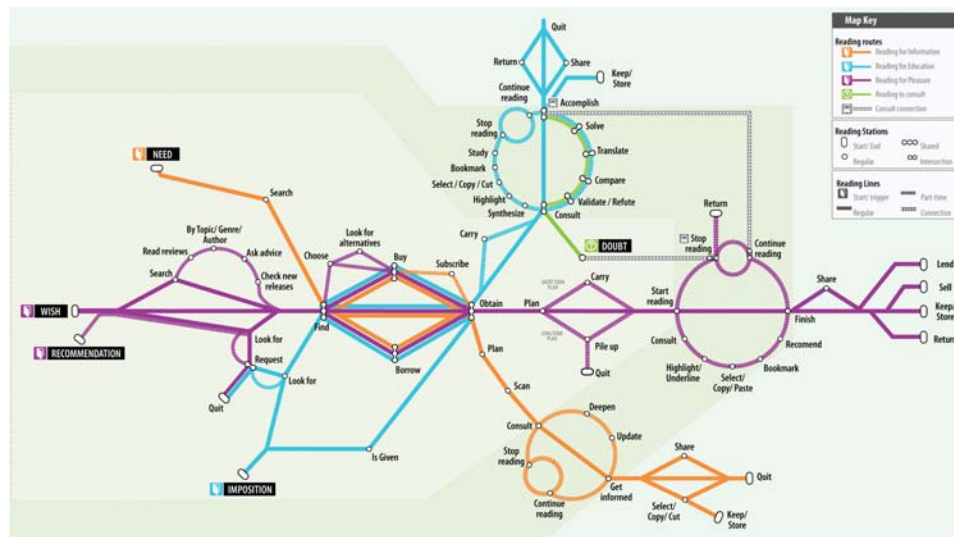 Map Key
Reading routes
Reading for Information
Reading for Education
Reading for Pleasure
Reading to consult
Consult connection
Reading Stations
Start/ End
Shared
Regular
Intersection
Reading Lines
Start/ trigger
Part-time
Regular
Connection
Quit
Return
Share
Keep/
Store
Continue
reading
Accomplish
Stop
reading
Solve
Study
Translate
Bookmark
Compare
Select / Copy / Cut
Highlight
Validate / Refute
Synthesize
Consult
NEED
Search
By Topic/ Genre/
Author
Read reviews
Ask advice
Search
Check new
releases
Look for
alternatives
Choose
Buy
Subscribe
Carry
DOUBT
Return
Stop
reading
Continue
reading
WISH
RECOMMENDATION
Find
Obtain
Borrow
Look for
Request
Look for
Quit
IMPOSITION
Is Given
Plan
SHORT TERM
PLAN
LONG TERM
PLAN
Carry
Pile up
Quit
Start
reading
Consult
Highlight/
Underline
Select/
Copy/ Paste
Bookmark
Recomend
Finish
Share
Lend
Sell
Keep/
Store
Return
Plan
Scan
Consult
Deepen
Update
Stop
reading
Continue
reading
Get
informed
Share
Select/
Copy/ Cut
Quit
Keep/
Store